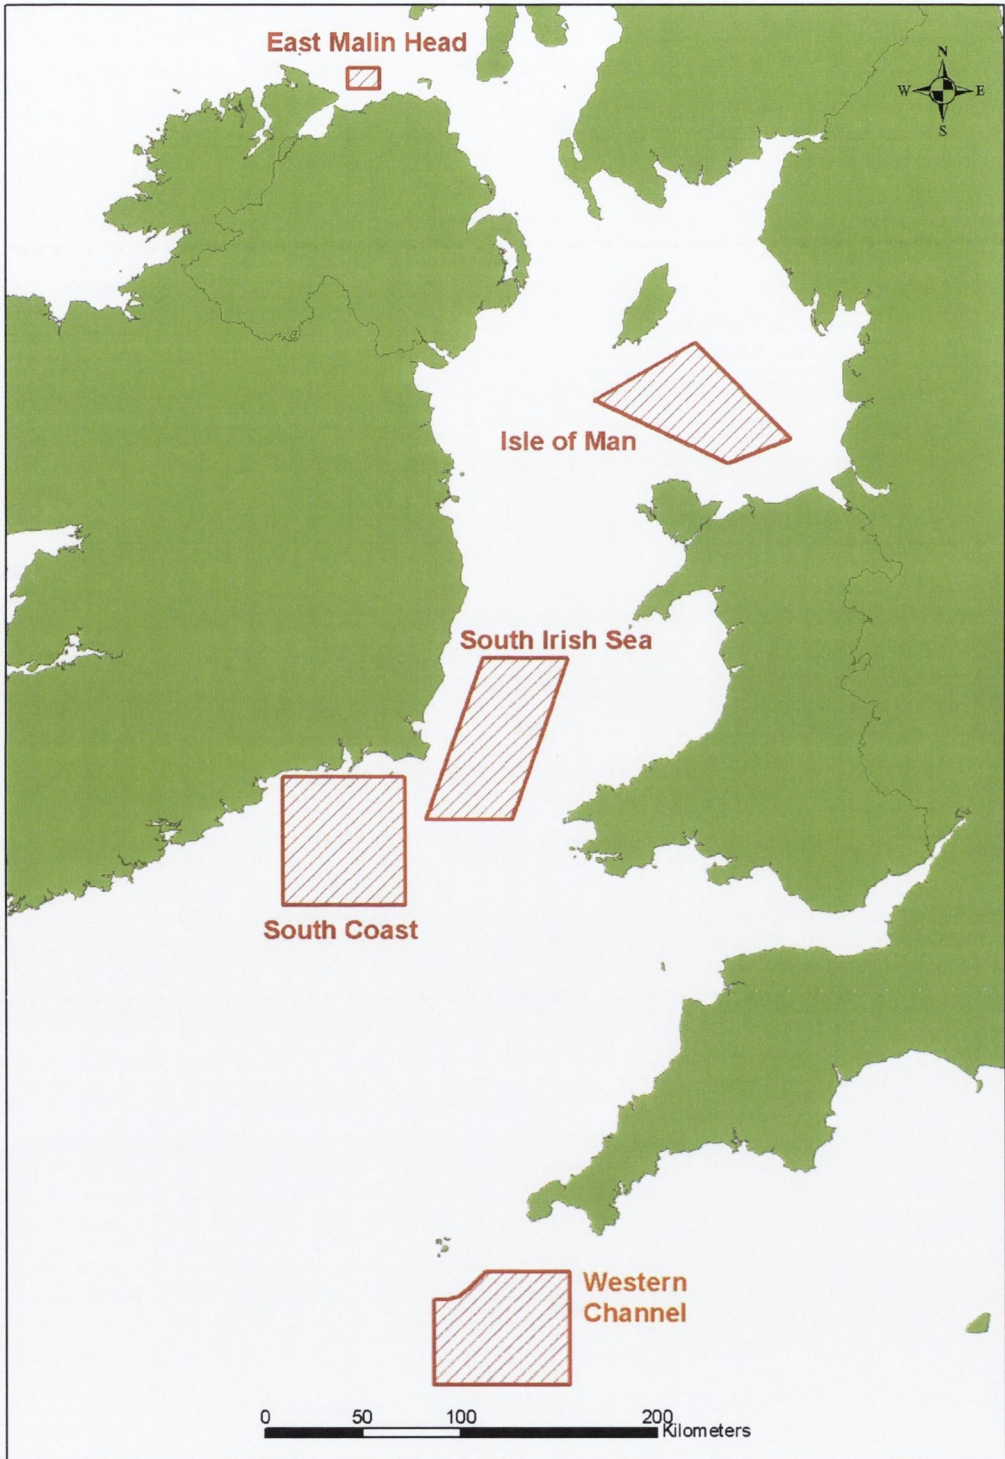 East Malin Head
N
W E
S
Isle of Man
South Irish Sea
South Coast
Western
Channel
0 50 100 200
Kilometers